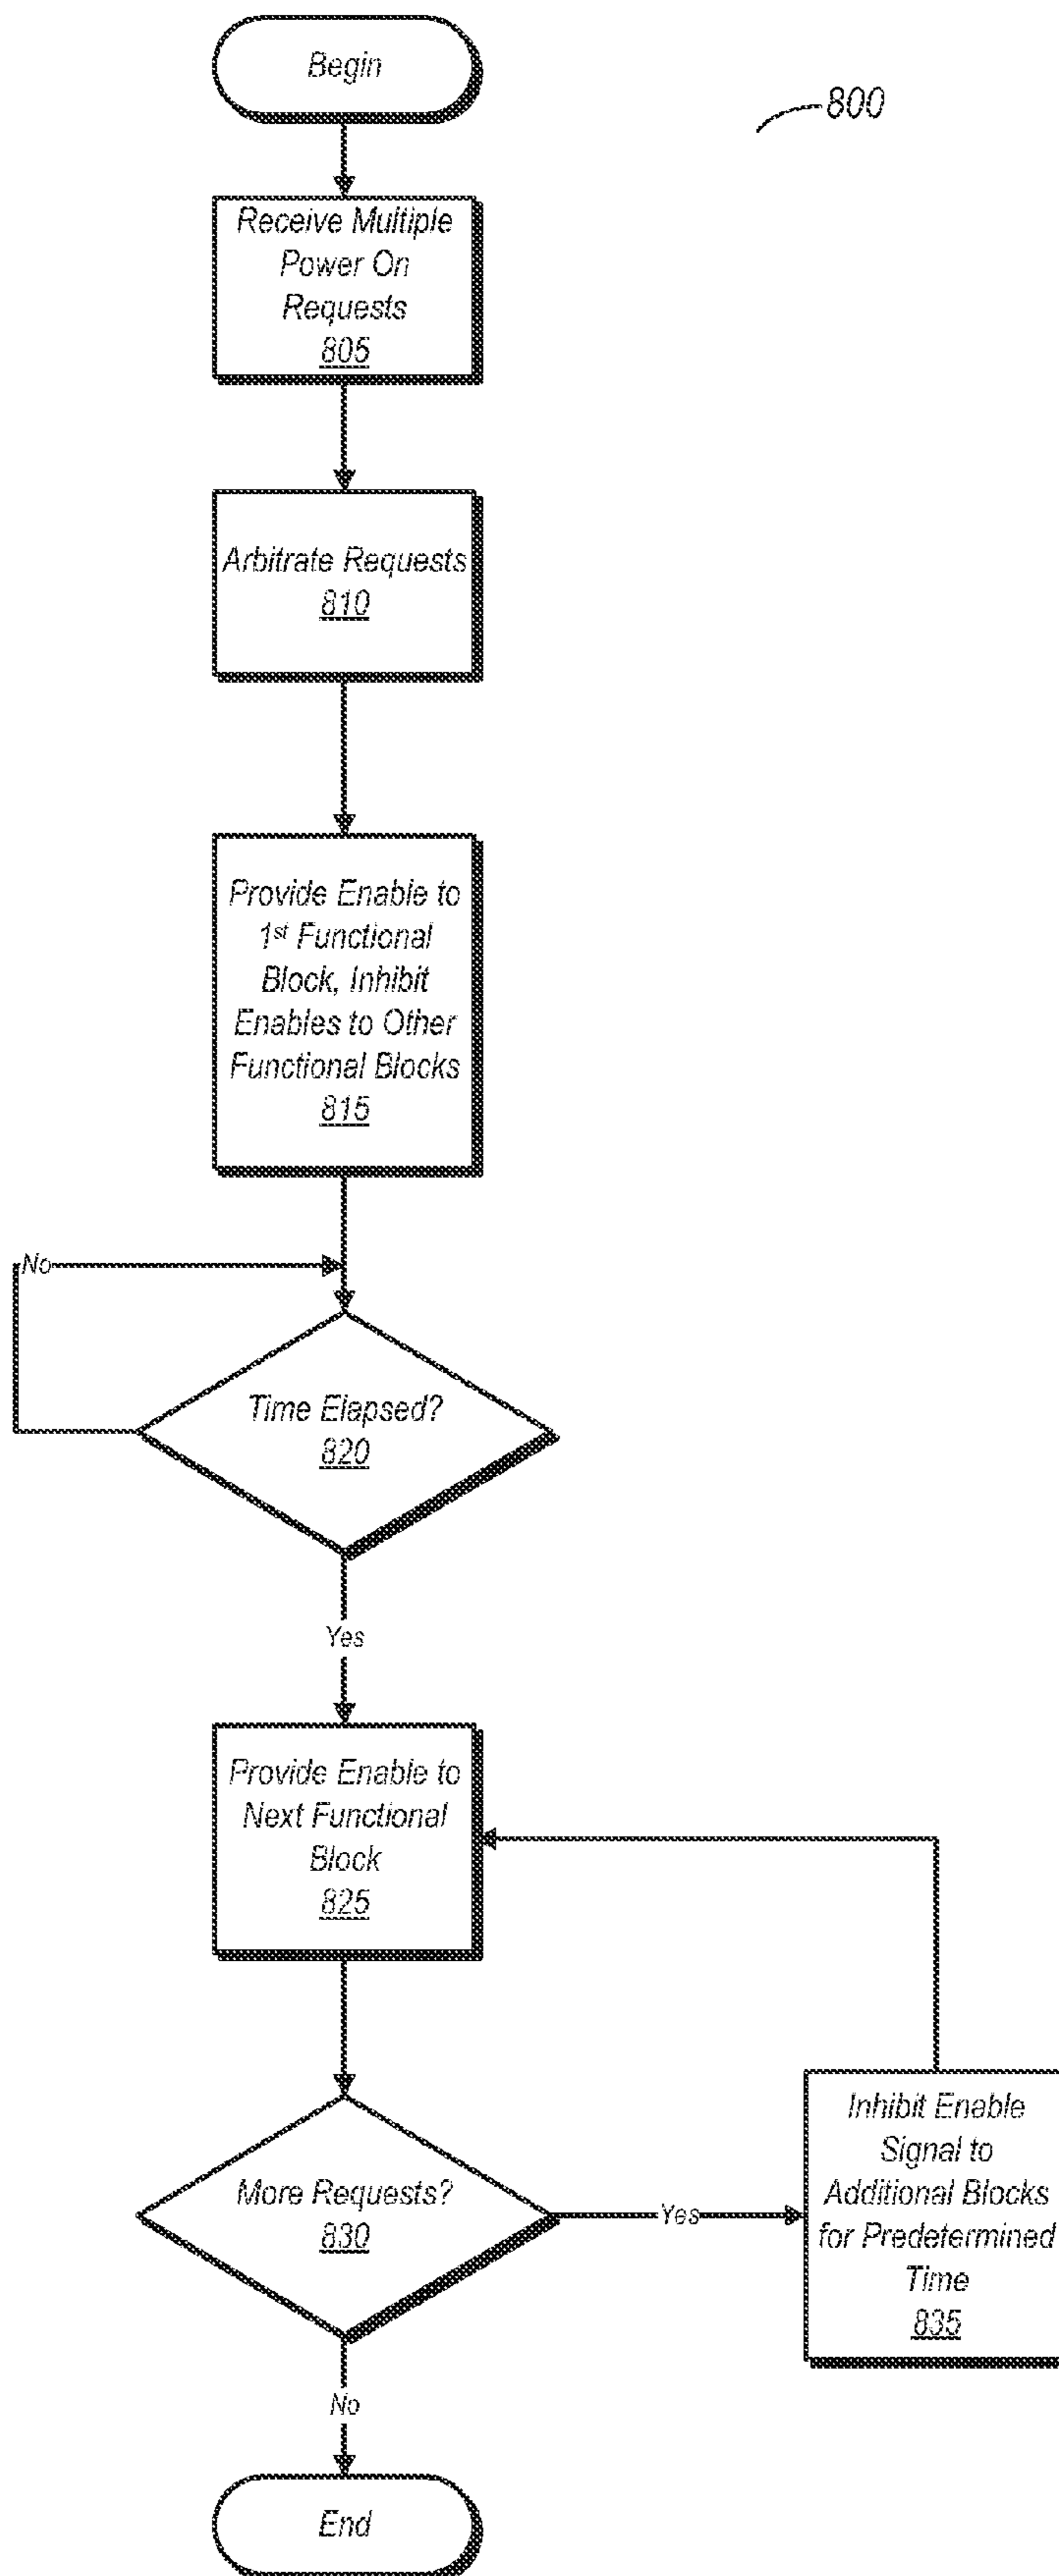 Begin
800
Receive Multiple
Power On
Requests
805
Arbitrate Requests
810
Provide Enable to
1st Functional
Block, Inhibit
Enables to Other
Functional Blocks
815
No
Time Elapsed?
820
Yes
Provide Enable to
Next Functional
Block
825
More Requests?
830
Yes
Inhibit Enable
Signal to
Additional Blocks
for Predetermined
Time
835
No
End